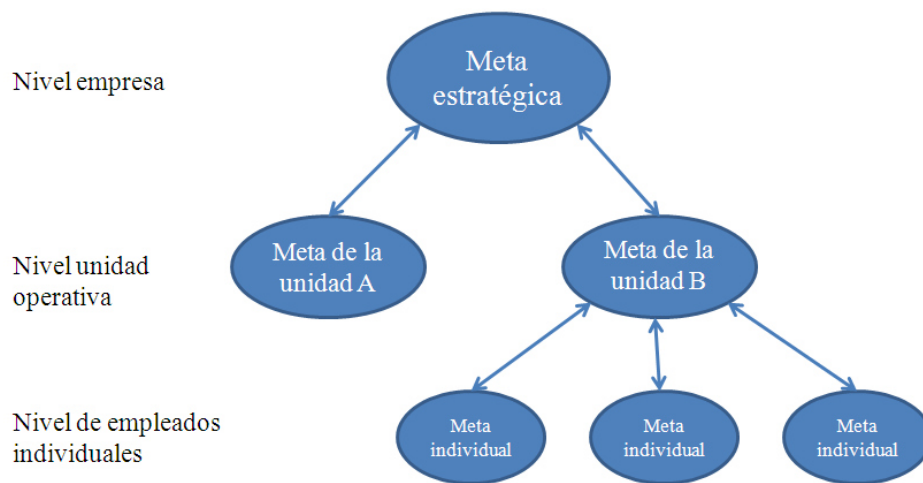 Nivel empresa
Meta
estratégica
Nivel unidad
operativa
Meta de la
unidad A
Meta de la
unidad B
Nivel de empleados
individuales
Meta
individual
Meta
individual
Meta
individual